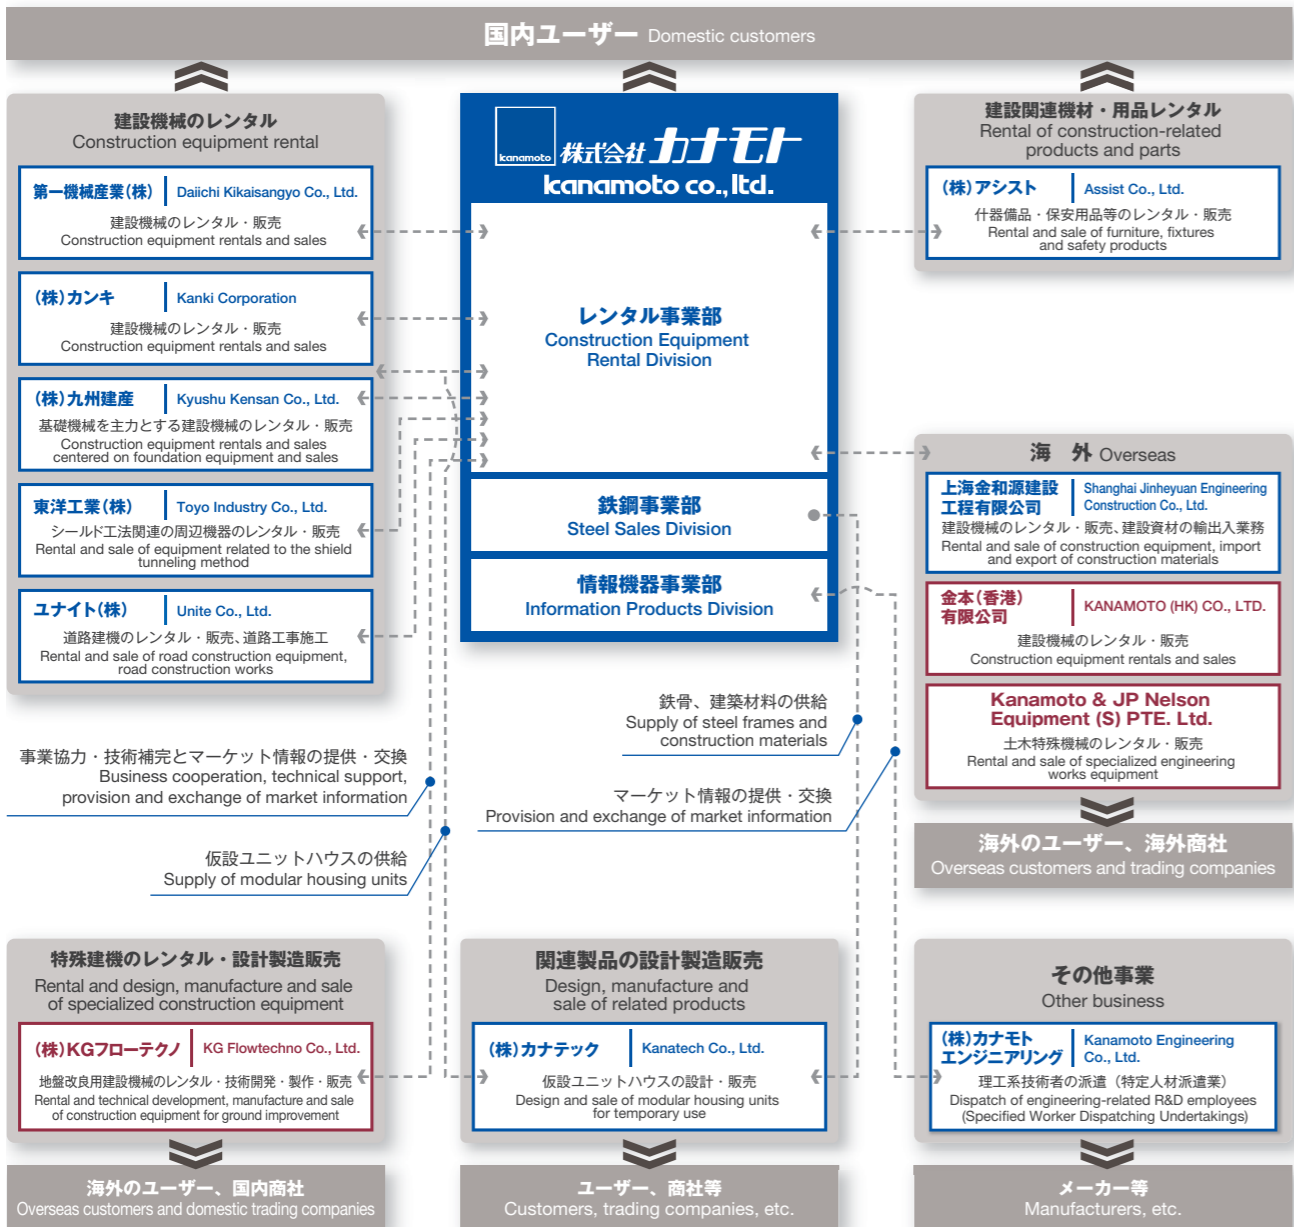 国内ユーザー Domestic customers
建設機械のレンタル
Construction equipment rental
第一機械産業(株) Daiichi Kikaisangyo Co., Ltd.
建設機械のレンタル・販売
Construction equipment rentals and sales
(株)カンキ Kanki Corporation
建設機械のレンタル・販売
Construction equipment rentals and sales
(株)九州建産 Kyushu Kensan Co., Ltd.
基礎機械を主力とする建設機械のレンタル・販売
Construction equipment rentals and sales
centered on foundation equipment and sales
東洋工業(株) Toyo Industry Co., Ltd.
シールド工法関連の周辺機器のレンタル・販売
Rental and sale of equipment related to the shield
tunneling method
ユナイト(株) Unite Co., Ltd.
道路建機のレンタル・販売、道路工事施工
Rental and sale of road construction equipment,
road construction works
kanamoto 株式会社カナモト
kanamoto co.,ltd.
レンタル事業部
Construction Equipment
Rental Division
鉄鋼事業部
Steel Sales Division
情報機器事業部
Information Products Division
建設関連機材・用品レンタル
Rental of construction-related
products and parts
(株)アシスト Assist Co., Ltd.
什器備品・保安用品等のレンタル・販売
Rental and sale of furniture, fixtures
and safety products
海 外 Overseas
上海金和源建設
工程有限公司
Shanghai Jinheyuan Engineering
Construction Co., Ltd.
建設機械のレンタル・販売、建設資材の輸出入業務
Rental and sale of construction equipment, import
and export of construction materials
金本(香港)
有限公司
KANAMOTO (HK) CO., LTD.
建設機械のレンタル・販売
Construction equipment rentals and sales
Kanamoto & JP Nelson
Equipment (S) PTE. Ltd.
土木特殊機械のレンタル・販売
Rental and sale of specialized engineering
works equipment
海外のユーザー、海外商社
Overseas customers and trading companies
鉄骨、建築材料の供給
Supply of steel frames and
construction materials
マーケット情報の提供・交換
Provision and exchange of market information
事業協力・技術補完とマーケット情報の提供・交換
Business cooperation, technical support,
provision and exchange of market information
仮設ユニットハウスの供給
Supply of modular housing units
特殊建機のレンタル・設計製造販売
Rental and design, manufacture and sale
of specialized construction equipment
(株)KGフローテクノ KG Flowtechno Co., Ltd.
地盤改良用建設機械のレンタル・技術開発・製作・販売
Rental and technical development, manufacture and sale
of construction equipment for ground improvement
海外のユーザー、国内商社
Overseas customers and domestic trading companies
関連製品の設計製造販売
Design, manufacture and
sale of related products
(株)カナテック Kanatech Co., Ltd.
仮設ユニットハウスの設計・販売
Design and sale of modular housing units
for temporary use
ユーザー、商社等
Customers, trading companies, etc.
その他事業
Other business
(株)カナモト
エンジニアリング
Kanamoto Engineering
Co., Ltd.
理工系技術者の派遣（特定人材派遣業）
Dispatch of engineering-related R&D employees
(Specified Worker Dispatching Undertakings)
メーカー等
Manufacturers, etc.